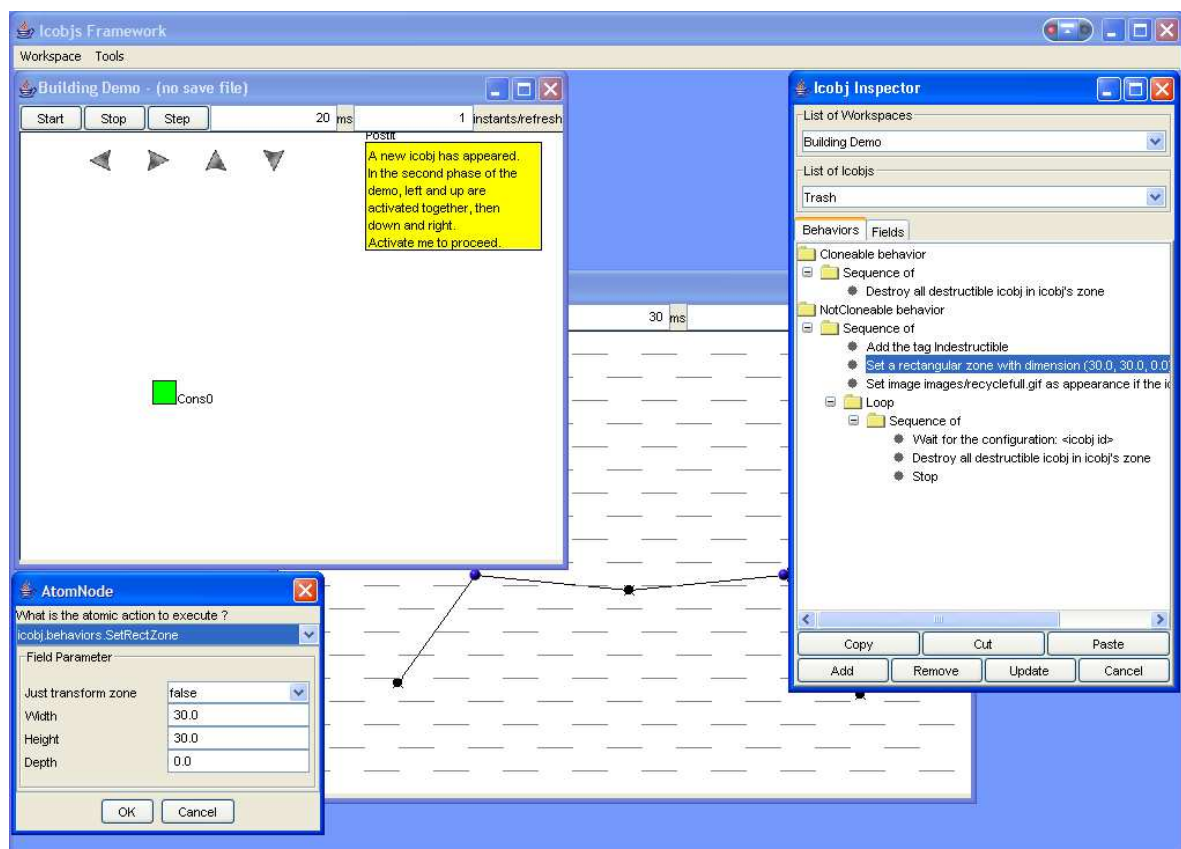 Icobjs Framework
Workspace Tools
Building Demo - (no save file)
Start Stop Step 20 ms 1 instants/refresh
Postit
A new icobj has appeared.
In the second phase of the
demo, left and up are
activated together, then
down and right.
Activate me to proceed.
Cons0
30 ms
Icobj Inspector
List of Workspaces
Building Demo
List of Icobjs
Trash
Behaviors Fields
Cloneable behavior
Sequence of
Destroy all destructible icobj in icobj's zone
NotCloneable behavior
Sequence of
Add the tag Indestructible
Set a rectangular zone with dimension (30.0, 30.0, 0.0
Set image images/recyclefull.gif as appearance if the
Loop
Sequence of
Wait for the configuration: <icobj id>
Destroy all destructible icobj in icobj's zone
Stop
Copy Cut Paste
Add Remove Update Cancel
AtomNode
What is the atomic action to execute ?
icobj.behaviors.SetRectZone
Field Parameter
Just transform zone false
Width 30.0
Height 30.0
Depth 0.0
OK Cancel